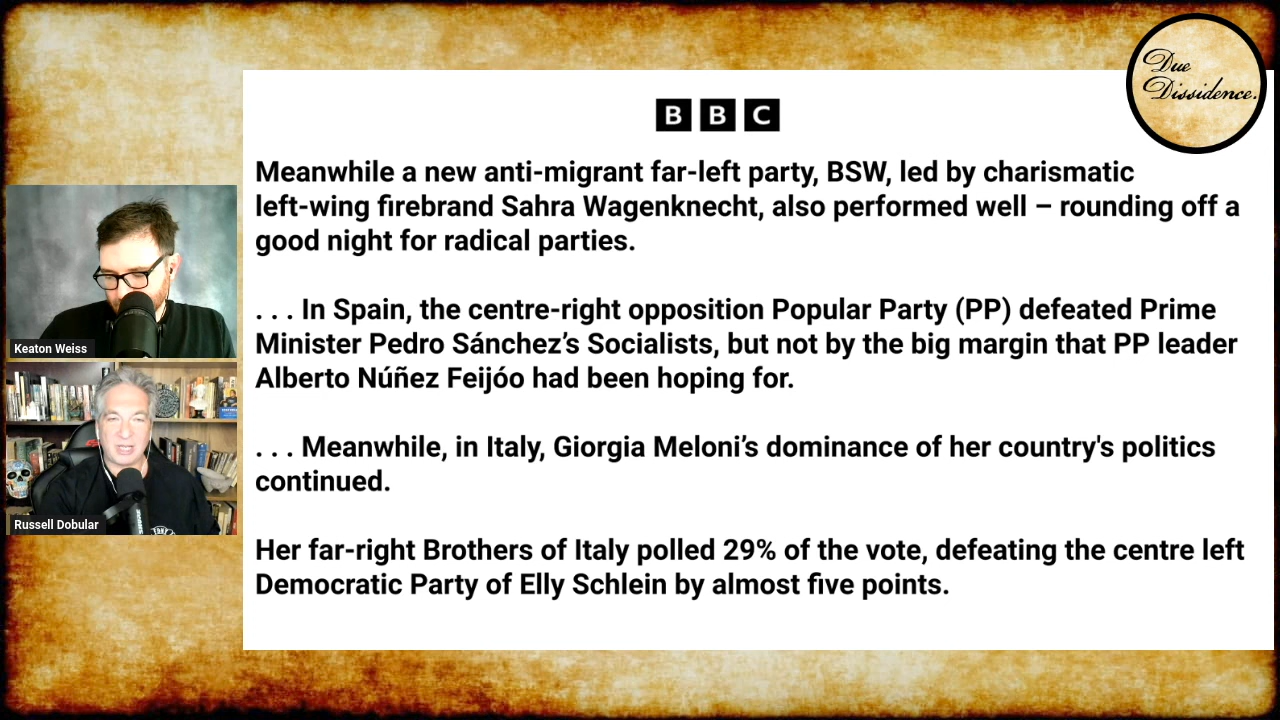 Due
Dissidence.
BBC
Meanwhile a new anti-migrant far-left party, BSW, led by charismatic
left-wing firebrand Sahra Wagenknecht, also performed well – rounding off a
good night for radical parties.
. . . In Spain, the centre-right opposition Popular Party (PP) defeated Prime
Minister Pedro Sánchez’s Socialists, but not by the big margin that PP leader
Alberto Núñez Feijóo had been hoping for.
. . . Meanwhile, in Italy, Giorgia Meloni’s dominance of her country's politics
continued.
Her far-right Brothers of Italy polled 29% of the vote, defeating the centre left
Democratic Party of Elly Schlein by almost five points.
Keaton Weiss
Russell Dobular